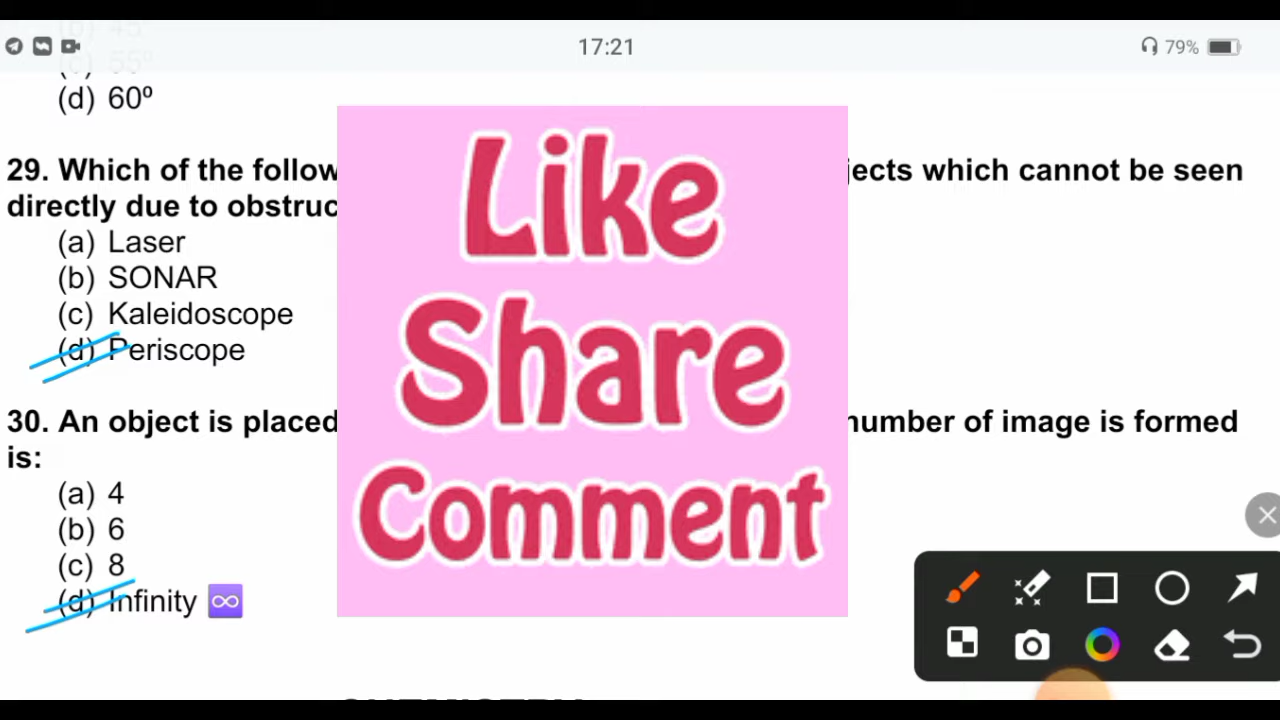 17:21
79%
(c) 55º
(d) 60º
29. Which of the follow
jects which cannot be seen
directly due to obstruc
(a) Laser
(b) SONAR
(c) Kaleidoscope
(d) Periscope
30. An object is placed
number of image is formed
is:
(a) 4
(b) 6
(c) 8
(d) Infinity ♾️
Like
Share
Comment